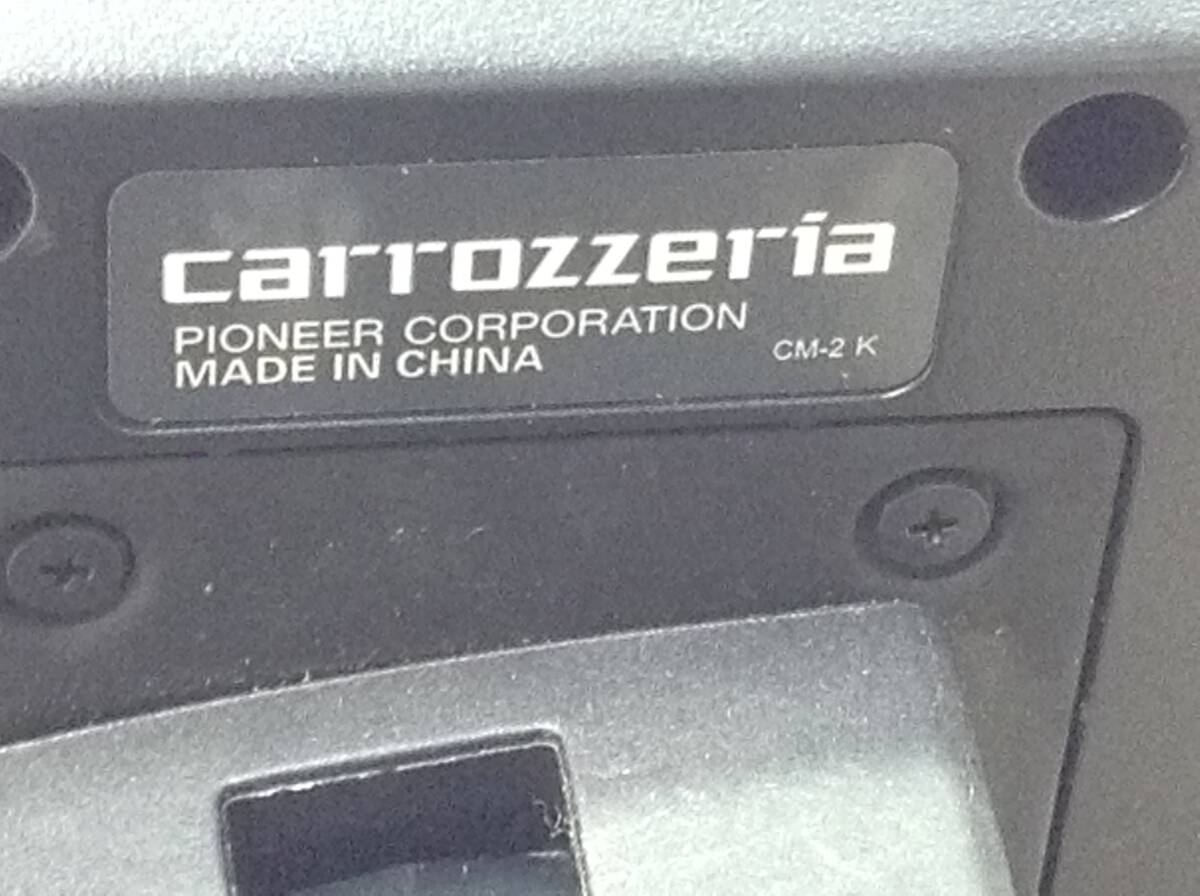 carrozzeria
PIONEER CORPORATION
MADE IN CHINA
CM-2 K